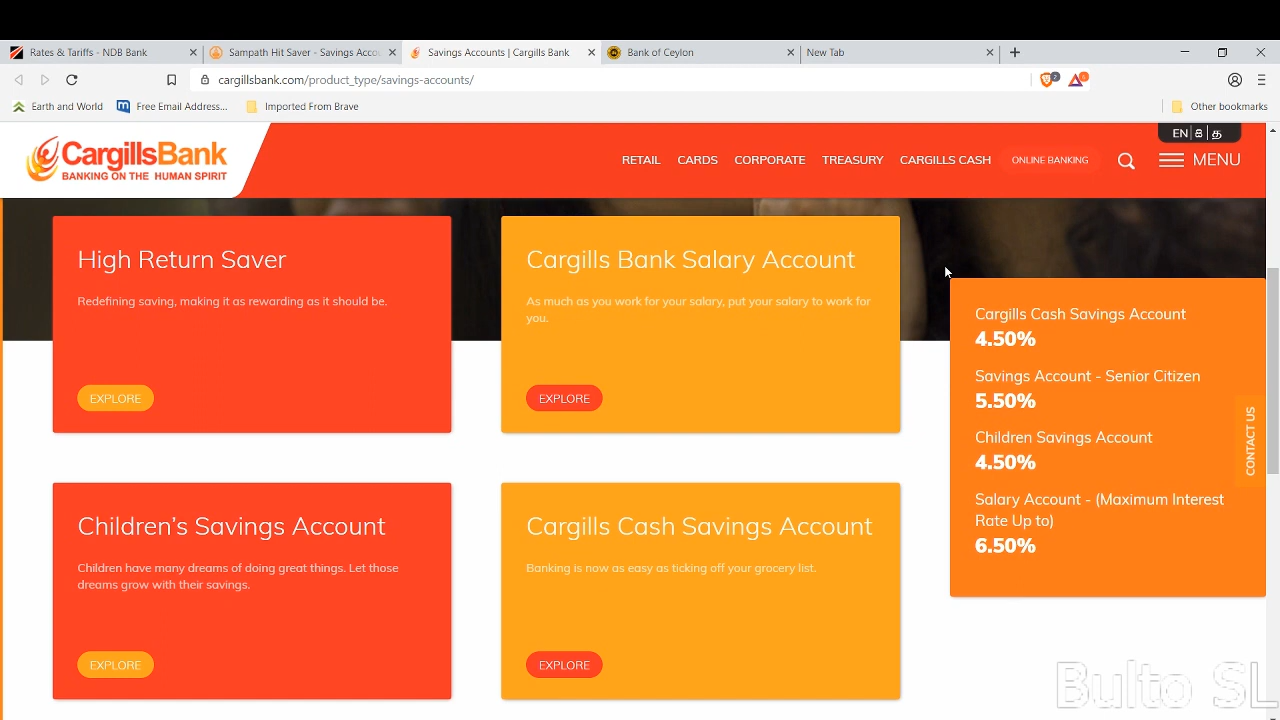 Rates & Tariffs - NDB Bank
Sampath Hit Saver - Savings Accou
Savings Accounts | Cargills Bank
Bank of Ceylon
New Tab
cargillsbank.com/product_type/savings-accounts/
Earth and World
Free Email Address...
Imported From Brave
Other bookmarks
EN | සි | த
CargillsBank
BANKING ON THE HUMAN SPIRIT
RETAIL
CARDS
CORPORATE
TREASURY
CARGILLS CASH
ONLINE BANKING
MENU
High Return Saver
Redefining saving, making it as rewarding as it should be.
EXPLORE
Cargills Bank Salary Account
As much as you work for your salary, put your salary to work for
you.
EXPLORE
Cargills Cash Savings Account
4.50%
Savings Account - Senior Citizen
5.50%
Children Savings Account
4.50%
Salary Account - (Maximum Interest
Rate Up to)
6.50%
CONTACT US
Children's Savings Account
Children have many dreams of doing great things. Let those
dreams grow with their savings.
EXPLORE
Cargills Cash Savings Account
Banking is now as easy as ticking off your grocery list.
EXPLORE
Bulto SL